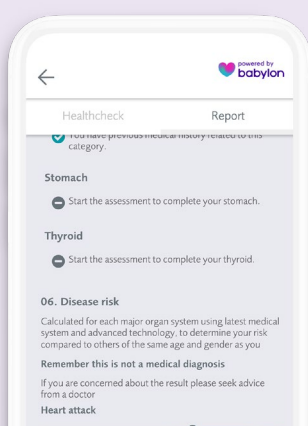 powered by
babylon
Healthcheck
Report
You have previous medical history related to this
category.
Stomach
Start the assessment to complete your stomach.
Thyroid
Start the assessment to complete your thyroid.
06. Disease risk
Calculated for each major organ system using latest medical
system and advanced technology, to determine your risk
compared to others of the same age and gender as you
Remember this is not a medical diagnosis
If you are concerned about the result please seek advice
from a doctor
Heart attack